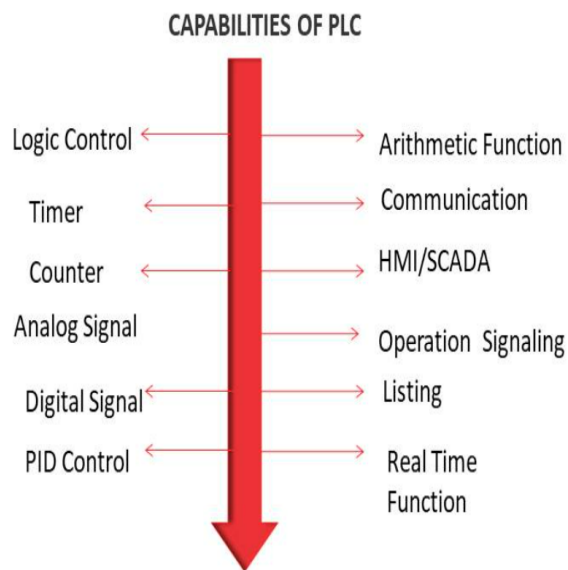 CAPABILITIES OF PLC
Logic Control
Timer
Counter
Analog Signal
Digital Signal
PID Control
Arithmetic Function
Communication
HMI/SCADA
Operation Signaling
Listing
Real Time
Function